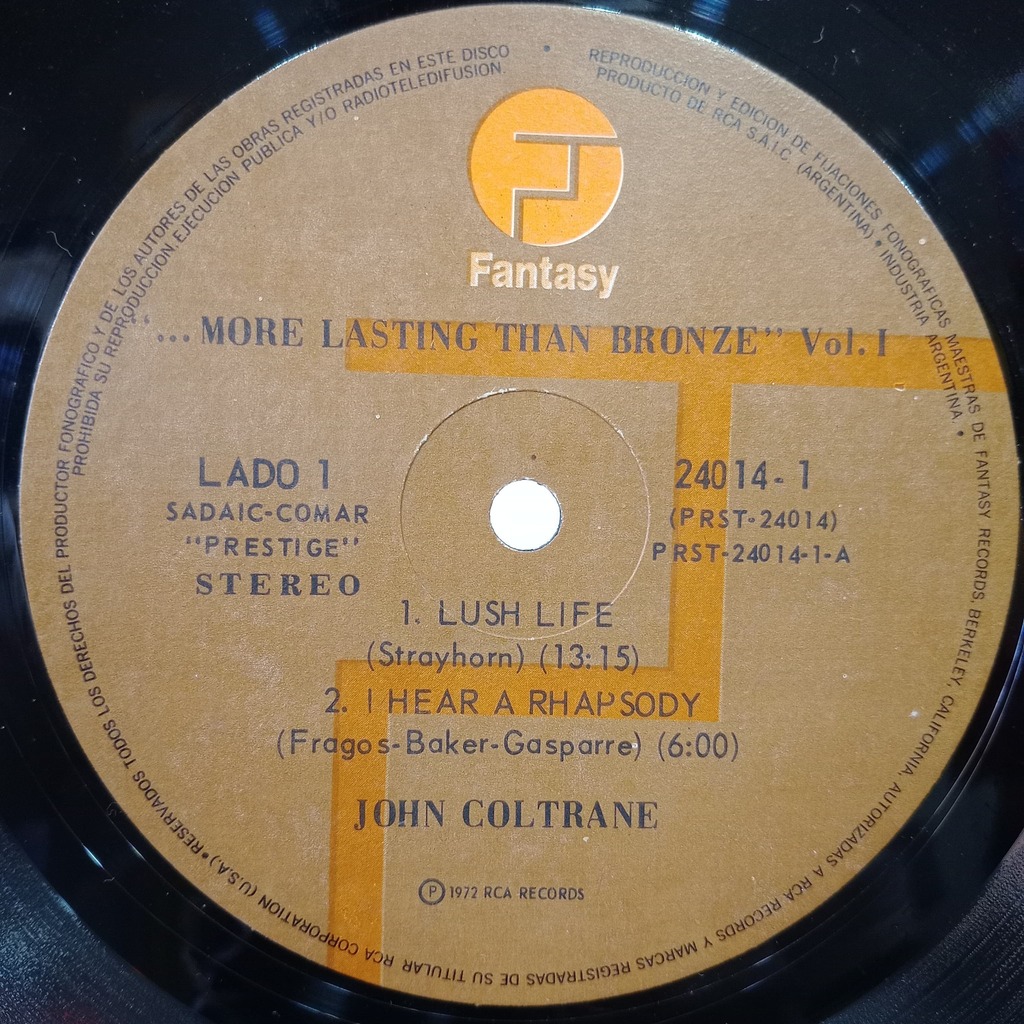 Fantasy
"...MORE LASTING THAN BRONZE" Vol. I
LADO 1
SADAIC-COMAR
"PRESTIGE"
STEREO
24014-1
(PRST-24014)
PRST-24014-1-A
1. LUSH LIFE
(Strayhorn) (13:15)
2. I HEAR A RHAPSODY
(Fragos-Baker-Gasparre) (6:00)
JOHN COLTRANE
Ⓟ 1972 RCA RECORDS
REPRODUCCION Y EDICION DE FIJACIONES FONOGRAFICAS MAESTRAS DE FANTASY RECORDS, BERKELEY, CALIFORNIA, AUTORIZADAS A RCA RECORDS Y MARCAS REGISTRADAS DE SU TITULAR RCA CORPORATION (U.S.A.) • RESERVADOS TODOS LOS DERECHOS DEL PRODUCTOR FONOGRAFICO Y DE LOS AUTORES DE LAS OBRAS REGISTRADAS EN ESTE DISCO •
PRODUCTO DE RCA S.A.I.C. (ARGENTINA) • INDUSTRIA ARGENTINA. •
PROHIBIDA SU REPRODUCCION, EJECUCION PUBLICA Y/O RADIOTELEDIFUSION.